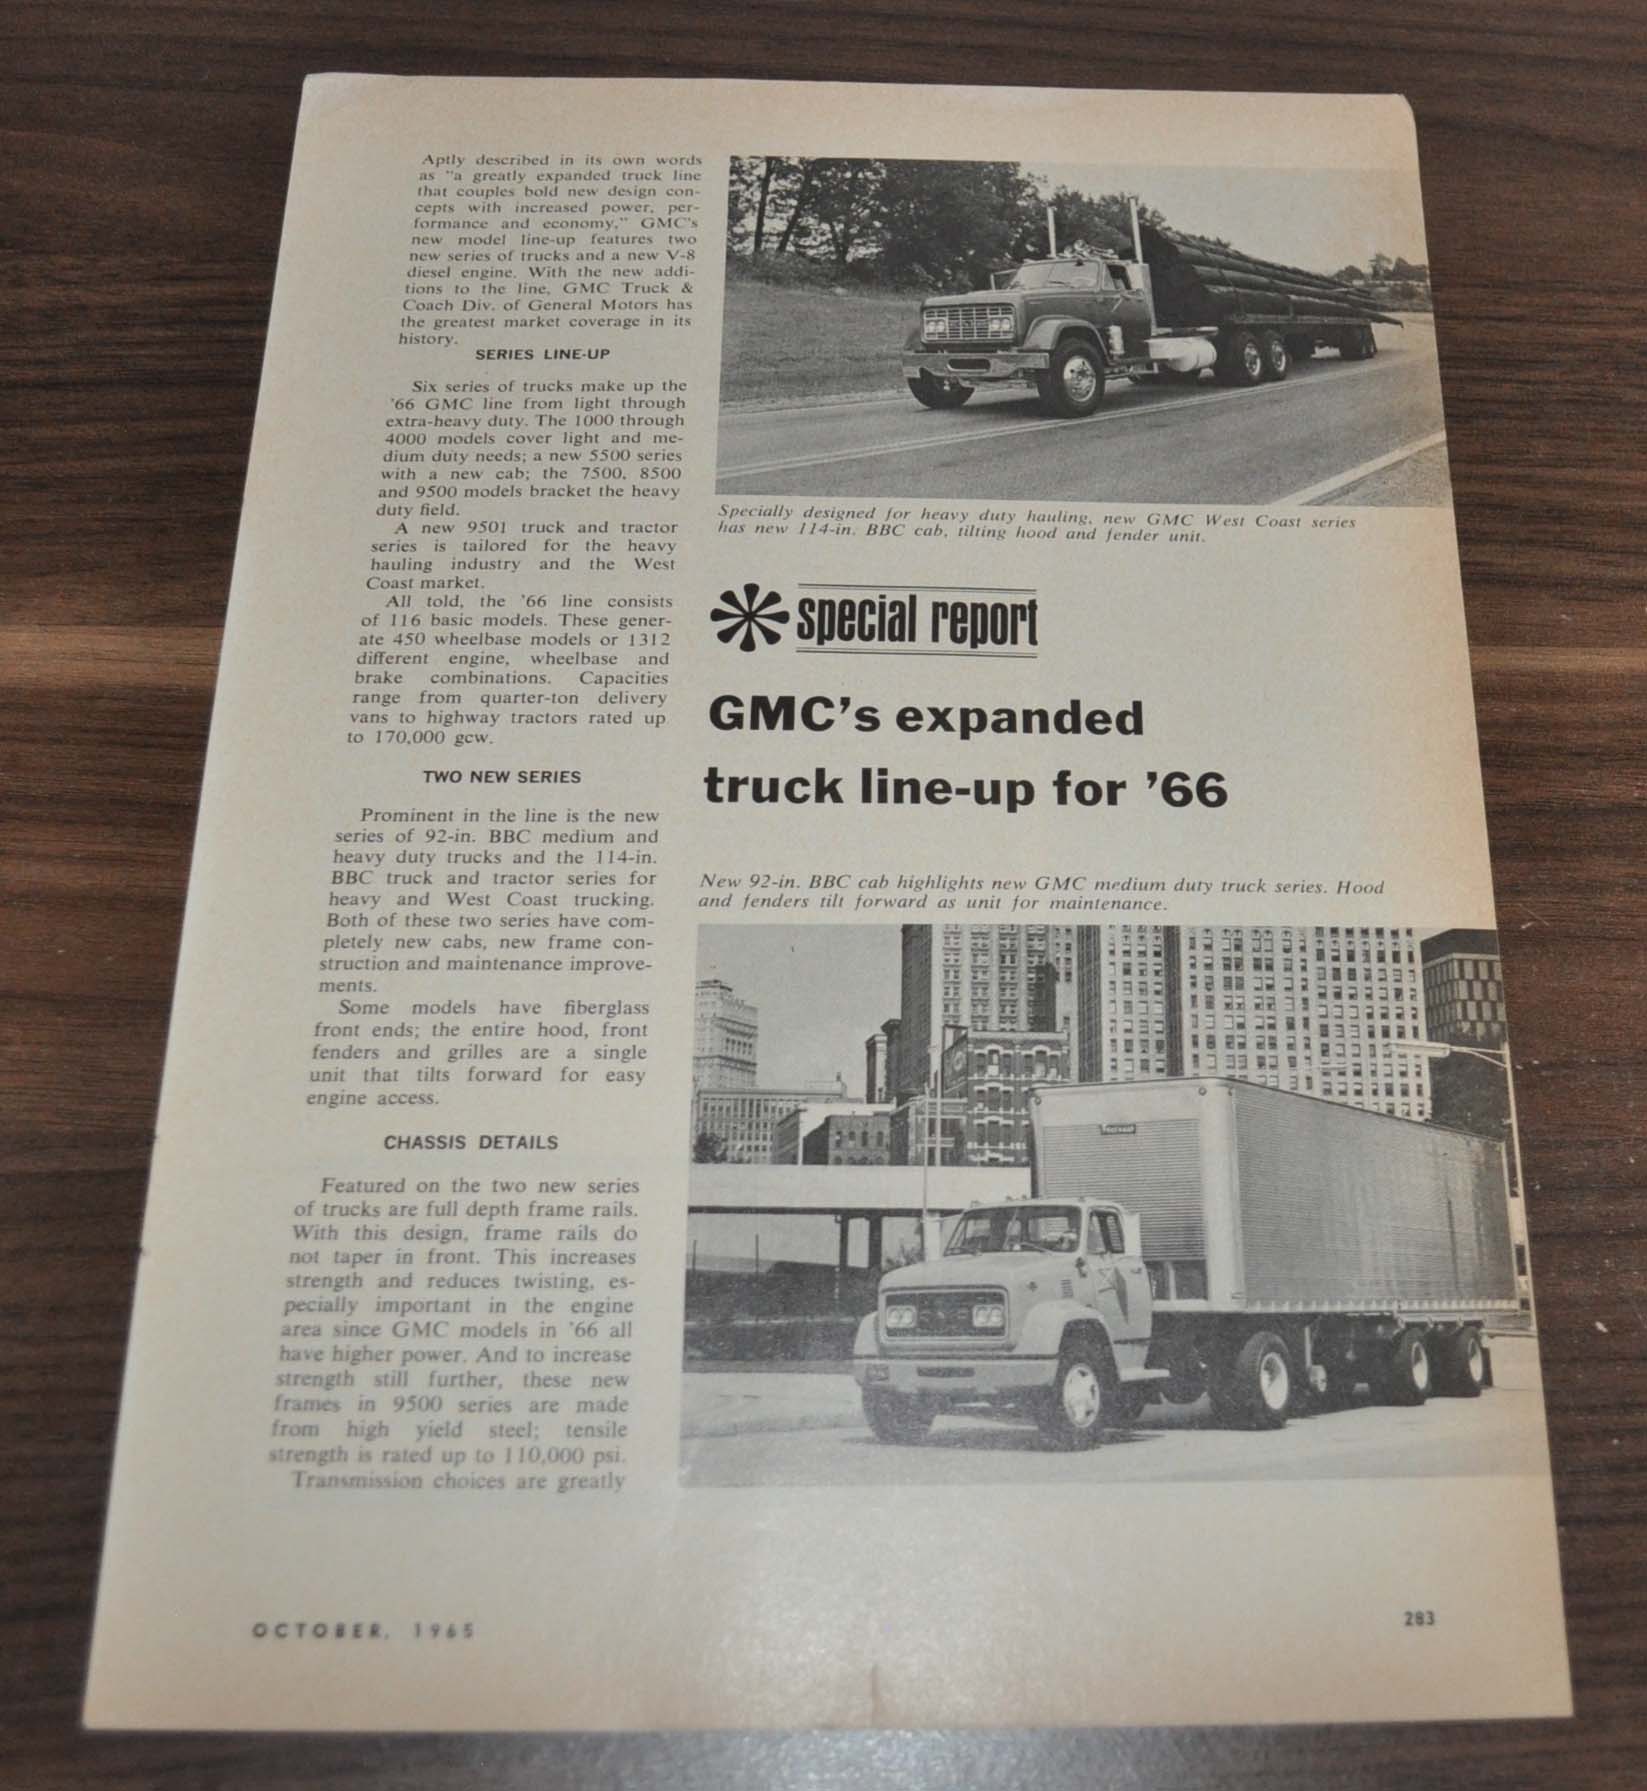 Aptly described in its own words
as "a greatly expanded truck line
that couples bold new design con-
cepts with increased power, per-
formance and economy," GMC's
new model line-up features two
new series of trucks and a new V-8
diesel engine. With the new addi-
tions to the line, GMC Truck &
Coach Div. of General Motors has
the greatest market coverage in its
history.
SERIES LINE-UP
Six series of trucks make up the
'66 GMC line from light through
extra-heavy duty. The 1000 through
4000 models cover light and me-
dium duty needs; a new 5500 series
with a new cab; the 7500, 8500
and 9500 models bracket the heavy
duty field.
A new 9501 truck and tractor
series is tailored for the heavy
hauling industry and the West
Coast market.
All told, the '66 line consists
of 116 basic models. These gener-
ate 450 wheelbase models or 1312
different engine, wheelbase and
brake combinations. Capacities
range from quarter-ton delivery
vans to highway tractors rated up
to 170,000 gcw.
TWO NEW SERIES
Prominent in the line is the new
series of 92-in. BBC medium and
heavy duty trucks and the 114-in.
BBC truck and tractor series for
heavy and West Coast trucking.
Both of these two series have com-
pletely new cabs, new frame con-
struction and maintenance improve-
ments.
Some models have fiberglass
front ends; the entire hood, front
fenders and grilles are a single
unit that tilts forward for easy
engine access.
CHASSIS DETAILS
Featured on the two new series
of trucks are full depth frame rails.
With this design, frame rails do
not taper in front. This increases
strength and reduces twisting, es-
pecially important in the engine
area since GMC models in '66 all
have higher power. And to increase
strength still further, these new
frames in 9500 series are made
from high yield steel; tensile
strength is rated up to 110,000 psi.
Transmission choices are greatly
Specially designed for heavy duty hauling, new GMC West Coast series
has new 114-in. BBC cab, tilting hood and fender unit.
special report
GMC's expanded
truck line-up for '66
New 92-in. BBC cab highlights new GMC medium duty truck series. Hood
and fenders tilt forward as unit for maintenance.
OCTOBER, 1965
283